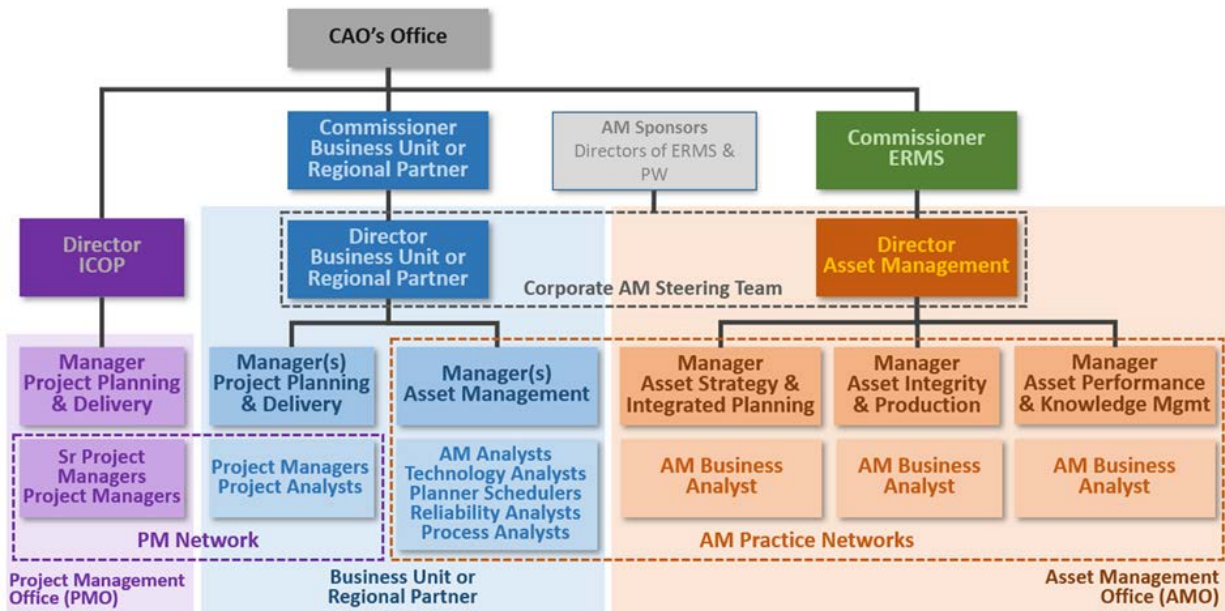 CAO's Office
Commissioner
Business Unit or
Regional Partner
AM Sponsors
Directors of ERMS &
PW
Commissioner
ERMS
Director
ICOP
Director
Business Unit or
Regional Partner
Director
Asset Management
Corporate AM Steering Team
Manager
Project Planning
& Delivery
Manager(s)
Project Planning
& Delivery
Manager(s)
Asset Management
Manager
Asset Strategy &
Integrated Planning
Manager
Asset Integrity
& Production
Manager
Asset Performance
& Knowledge Mgmt
Sr Project
Managers
Project Managers
Project Managers
Project Analysts
AM Analysts
Technology Analysts
Planner Schedulers
Reliability Analysts
Process Analysts
AM Business
Analyst
AM Business
Analyst
AM Business
Analyst
PM Network
AM Practice Networks
Project Management
Office (PMO)
Business Unit or
Regional Partner
Asset Management
Office (AMO)